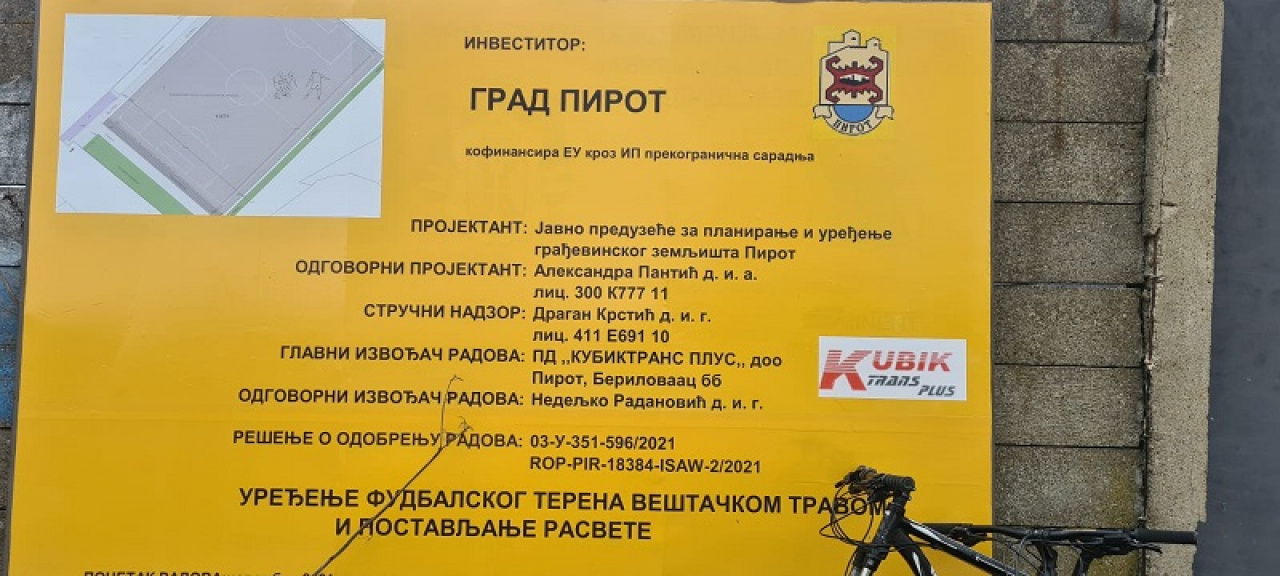 ИНВЕСТИТОР:
ГРАД ПИРОТ
ПИРОТ
кофинансира ЕУ кроз ИП прекогранична сарадња
ПРОЈЕКТАНТ: Јавно предузеће за планирање и уређење
грађевинског земљишта Пирот
ОДГОВОРНИ ПРОЈЕКТАНТ: Александра Пантић д. и. а.
лиц. 300 К777 11
СТРУЧНИ НАДЗОР: Драган Крстић д. и. г.
лиц. 411 Е691 10
ГЛАВНИ ИЗВОЂАЧ РАДОВА: ПД ,,КУБИКТРАНС ПЛУС,, доо
Пирот, Бериловаац бб
KUBIK
TRANS PLUS
ОДГОВОРНИ ИЗВОЂАЧ РАДОВА: Недељко Радановић д. и. г.
РЕШЕЊЕ О ОДОБРЕЊУ РАДОВА: 03-У-351-596/2021
ROP-PIR-18384-ISAW-2/2021
УРЕЂЕЊЕ ФУДБАЛСКОГ ТЕРЕНА ВЕШТАЧКОМ ТРАВОМ
И ПОСТАВЉАЊЕ РАСВЕТЕ
ПОЧЕТАК РАДОВА